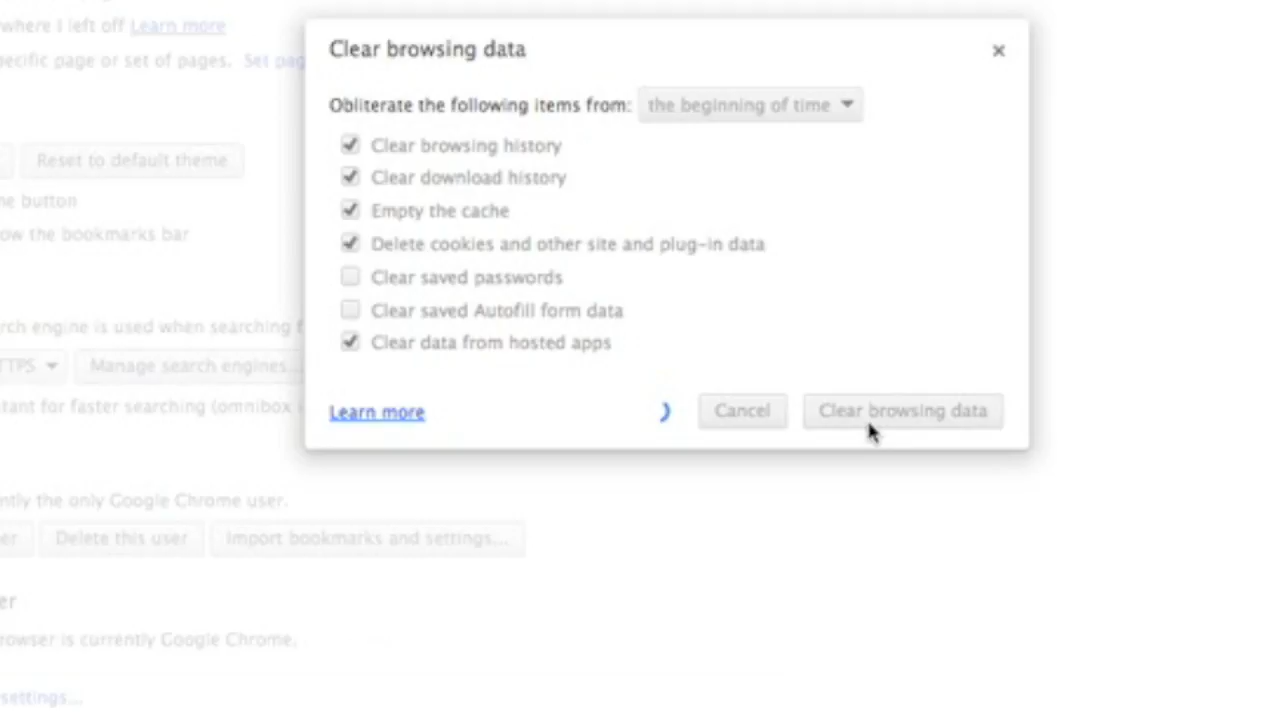 where I left off Learn more
ecific page or set of pages. Set pag
Clear browsing data
×
Obliterate the following items from: the beginning of time
Clear browsing history
Clear download history
Empty the cache
Delete cookies and other site and plug-in data
Clear saved passwords
Clear saved Autofill form data
Clear data from hosted apps
Learn more
Cancel
Clear browsing data
Reset to default theme
ne button
ow the bookmarks bar
rch engine is used when searching f
TTPS
Manage search engines...
tant for faster searching (omnibox i
ntly the only Google Chrome user.
er
Delete this user
Import bookmarks and settings...
er
rowser is currently Google Chrome.
settings...